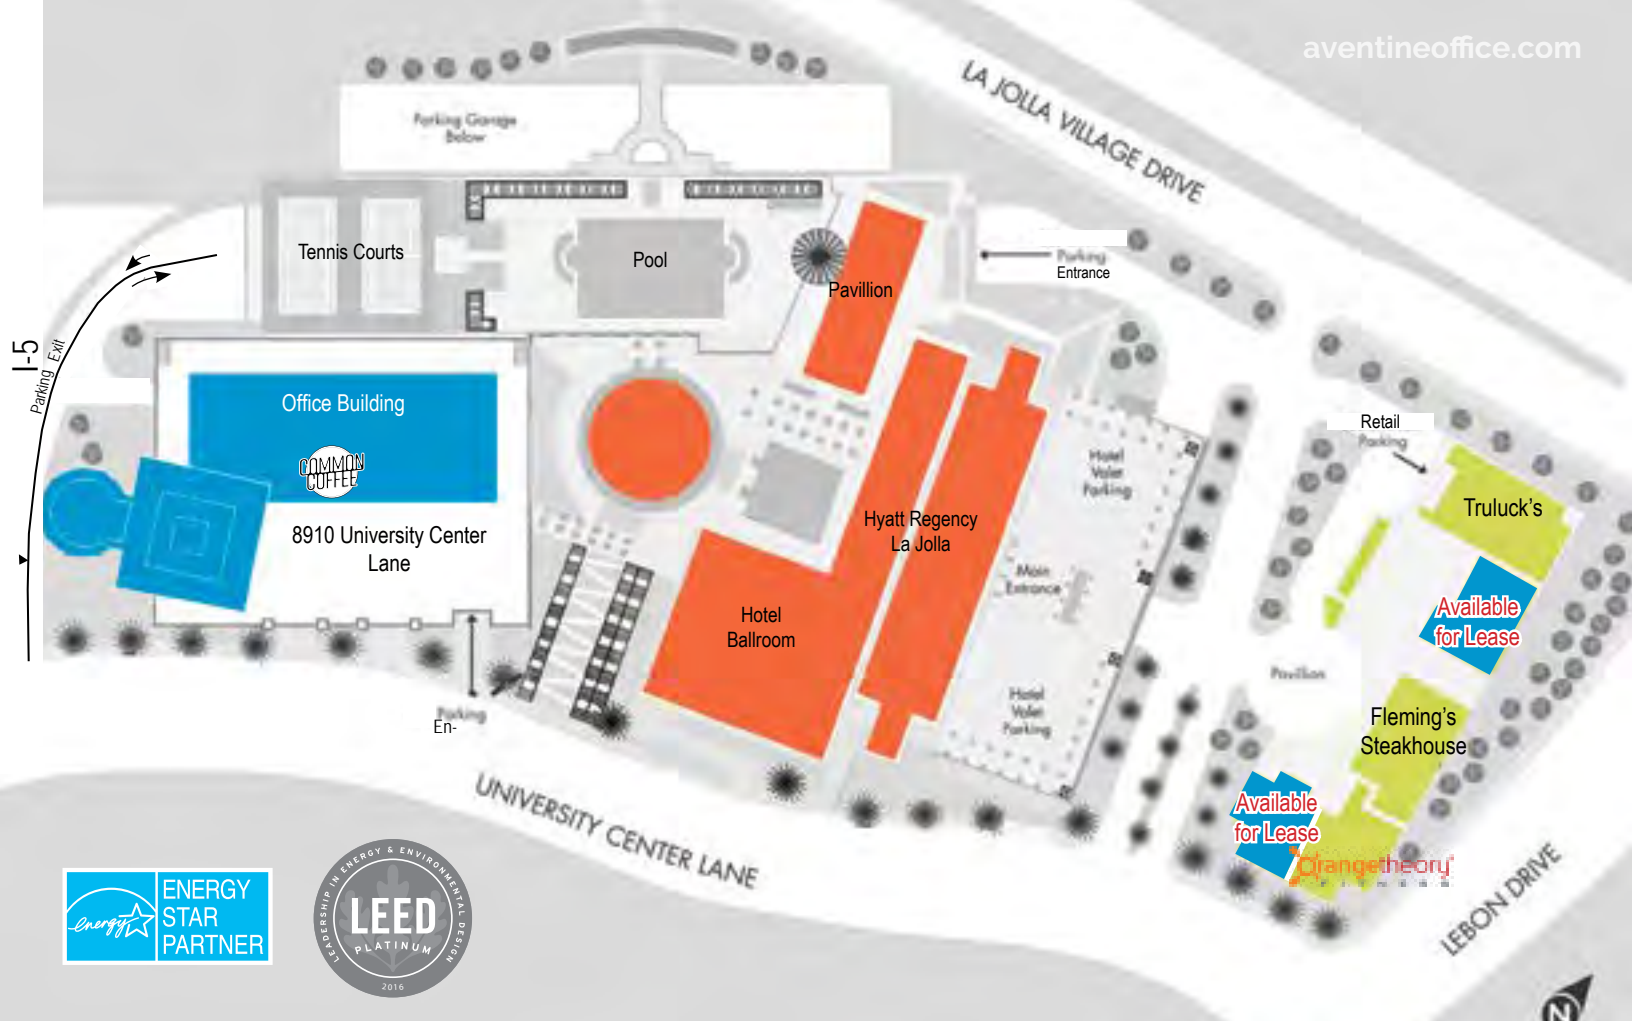 aventineoffice.com
LA JOLLA VILLAGE DRIVE
Parking Garage
Below
Tennis Courts
Pool
Pavillion
Parking
Entrance
I-5
Parking Exit
Office Building
COMMON
COFFEE
8910 University Center
Lane
Hotel
Valet
Parking
Retail
Parking
Truluck's
Hyatt Regency
La Jolla
Main
Entrance
Available
for Lease
Hotel
Ballroom
Pavilion
Hotel
Valet
Parking
Fleming's
Steakhouse
Parking
En-
Available
for Lease
orangetheory
UNIVERSITY CENTER LANE
LEBON DRIVE
energy
ENERGY
STAR
PARTNER
LEADERSHIP IN ENERGY & ENVIRONMENTAL DESIGN
LEED
PLATINUM
2016
N